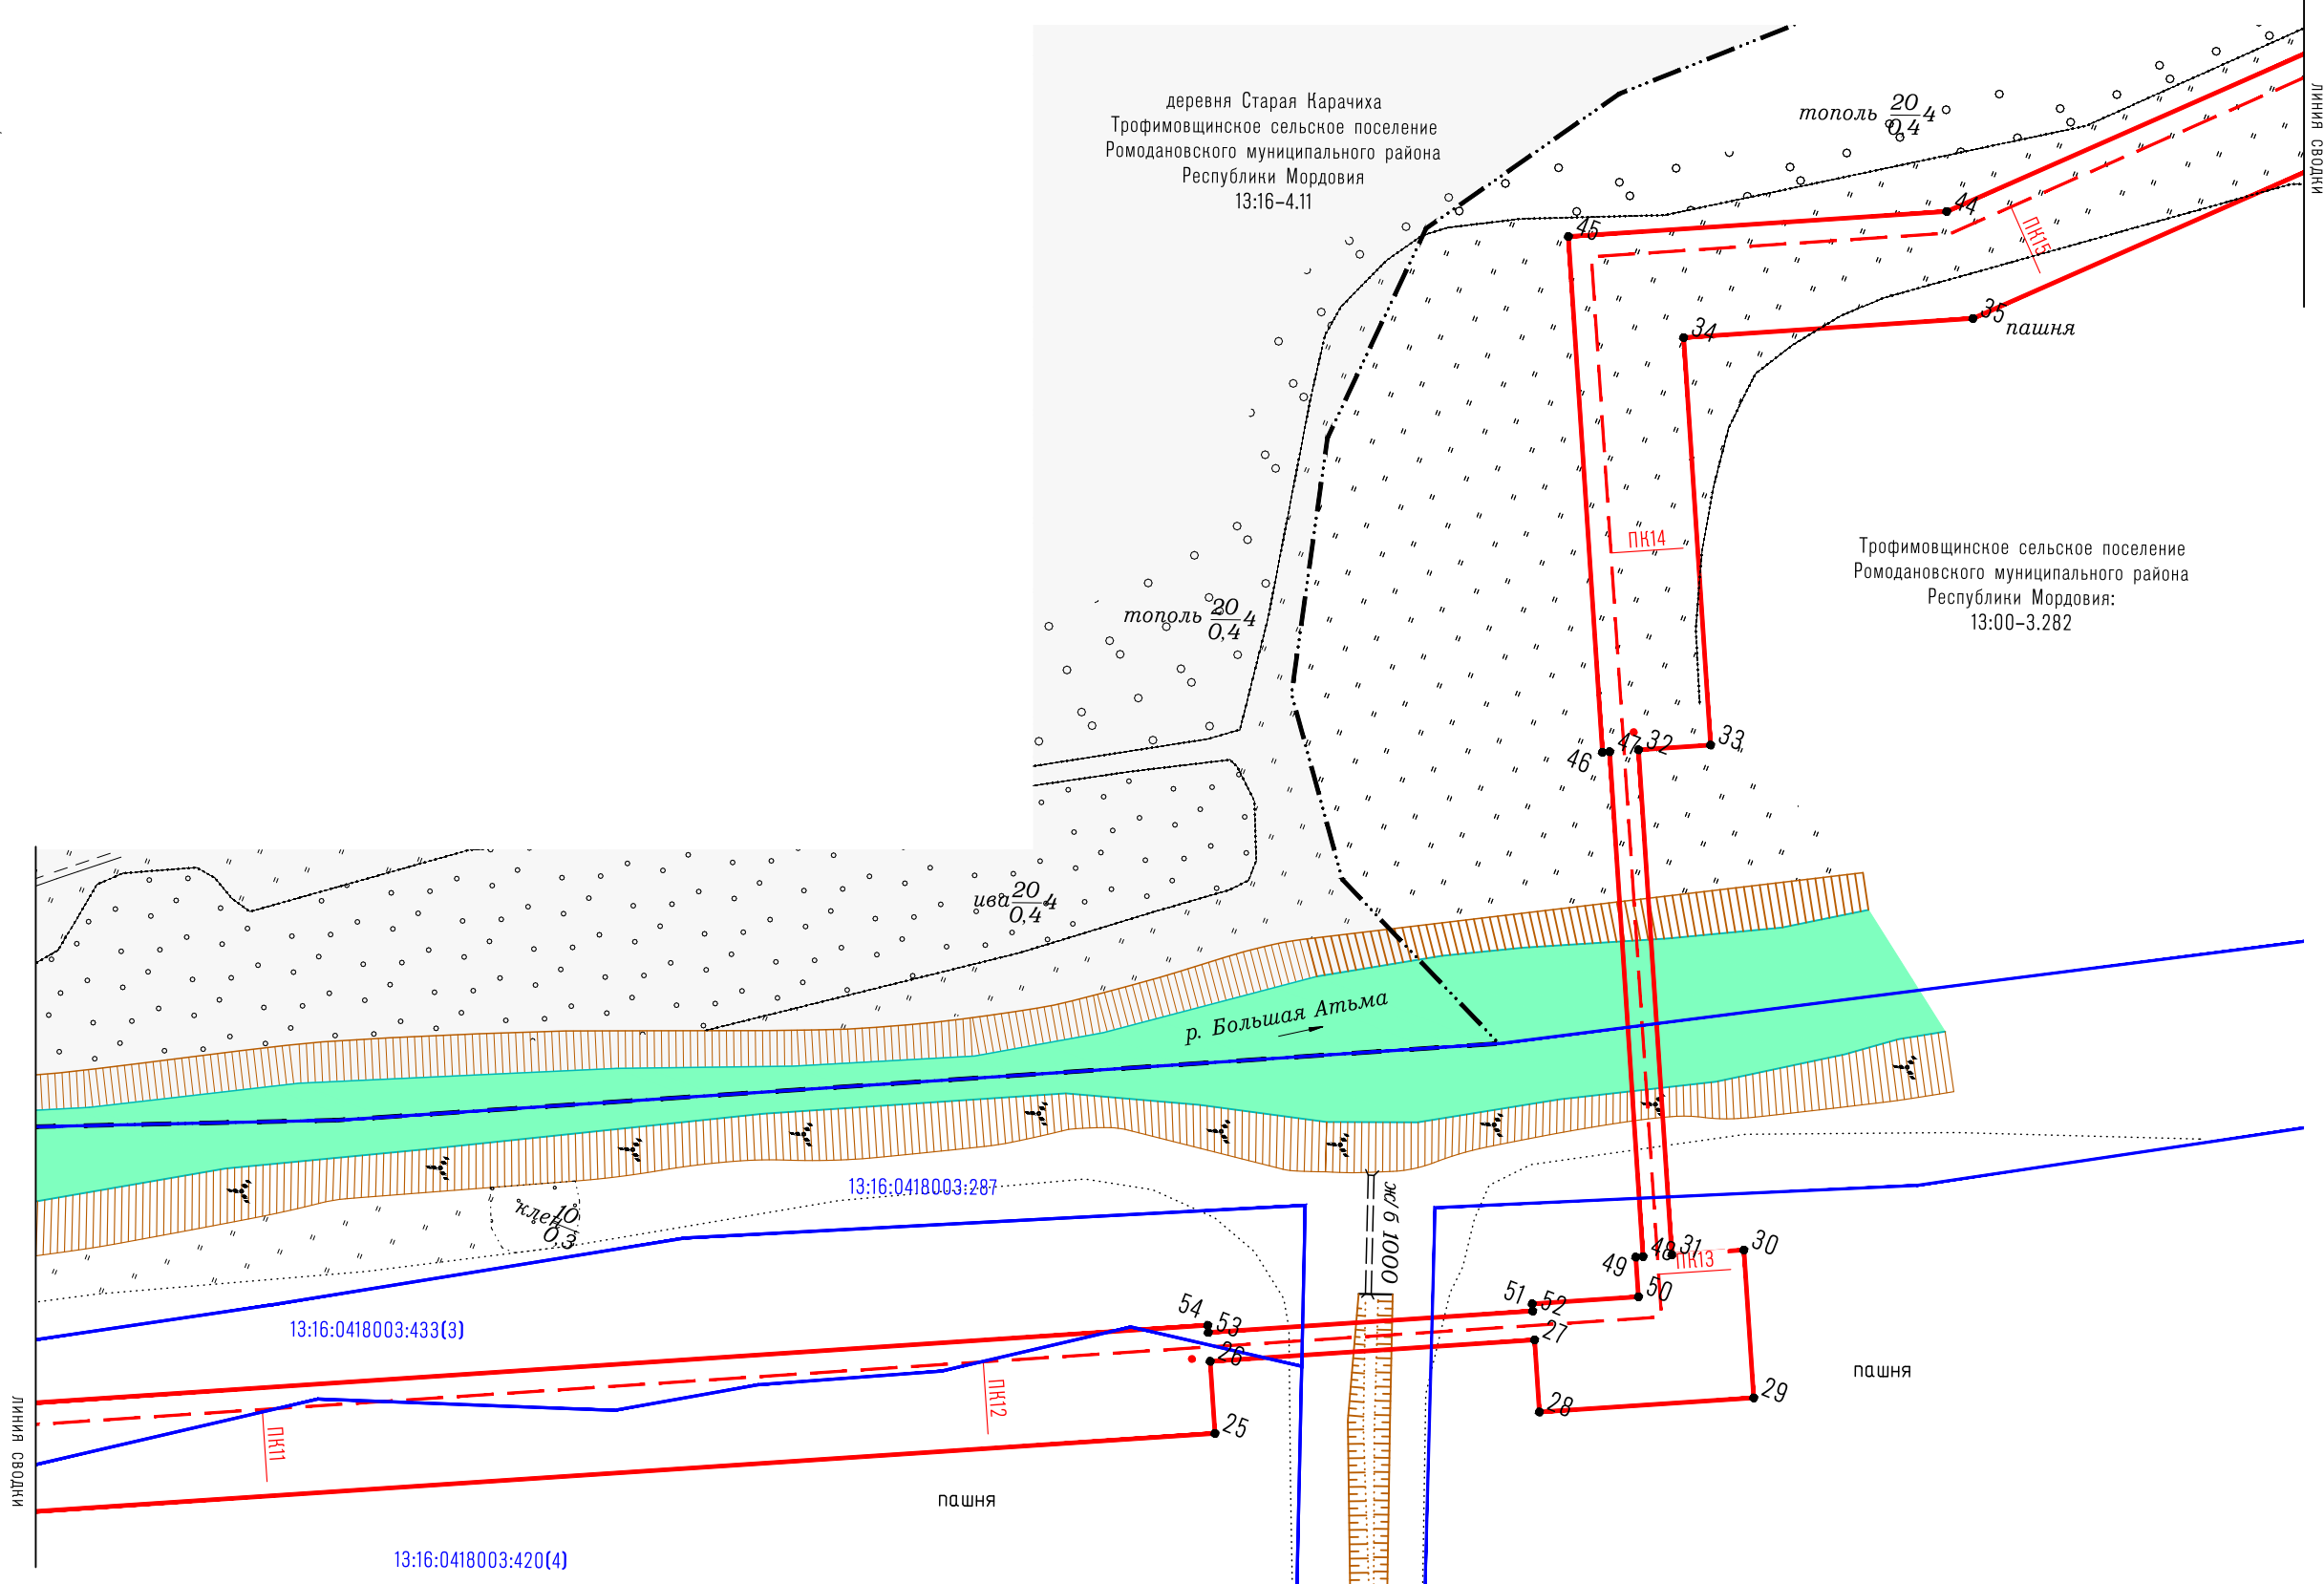 деревня Старая Карачиха
Трофимовщинское сельское поселение
Ромодановского муниципального района
Республики Мордовия
13:16-4.11
тополь 20/0,4 4
линия сводки
44
45
ПК15
35
34
пашня
ПК14
Трофимовщинское сельское поселение
Ромодановского муниципального района
Республики Мордовия:
13:00-3.282
тополь 20/0,4 4
46
47
32
33
ива 20/0,4 4
р. Большая Атьма
13:16:0418003:287
клен 10/0,3
ж/б 1000
49
48
31
30
ПК13
50
51
52
54
53
27
26
13:16:0418003:433(3)
пашня
28
29
25
ПК12
ПК11
линия сводки
пашня
13:16:0418003:420(4)